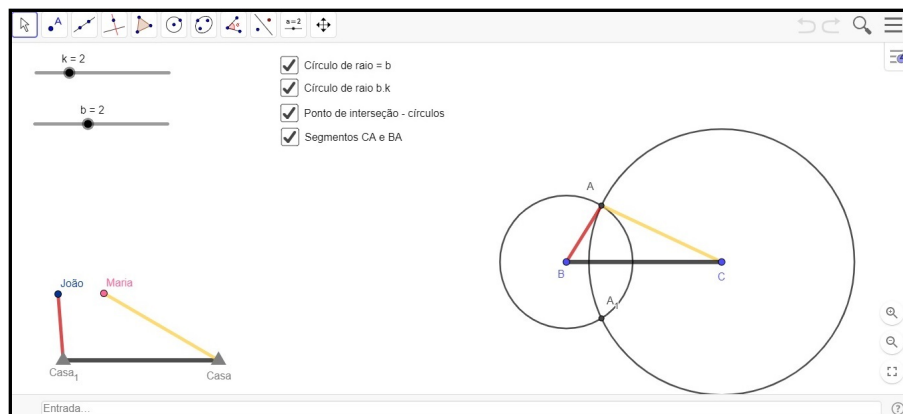 A
a=2
k = 2
b = 2
Círculo de raio = b
Círculo de raio b.k
Ponto de interseção - círculos
Segmentos CA e BA
A
B
C
A₁
João
Maria
Casa₁
Casa
Entrada...